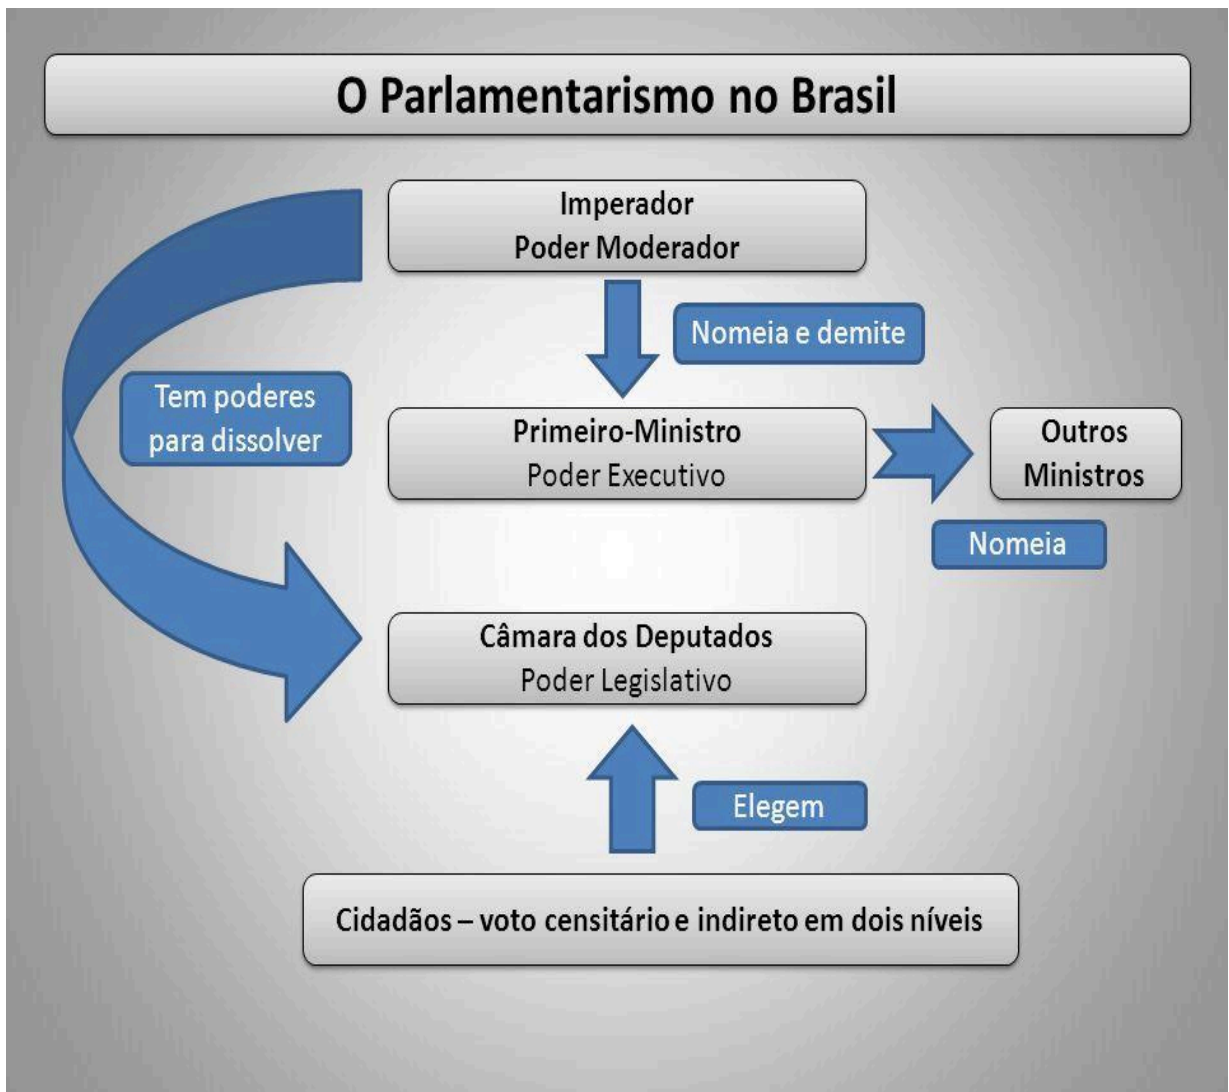 O Parlamentarismo no Brasil
Imperador
Poder Moderador
Nomeia e demite
Tem poderes
para dissolver
Primeiro-Ministro
Poder Executivo
Outros
Ministros
Nomeia
Câmara dos Deputados
Poder Legislativo
Elegem
Cidadãos – voto censitário e indireto em dois níveis